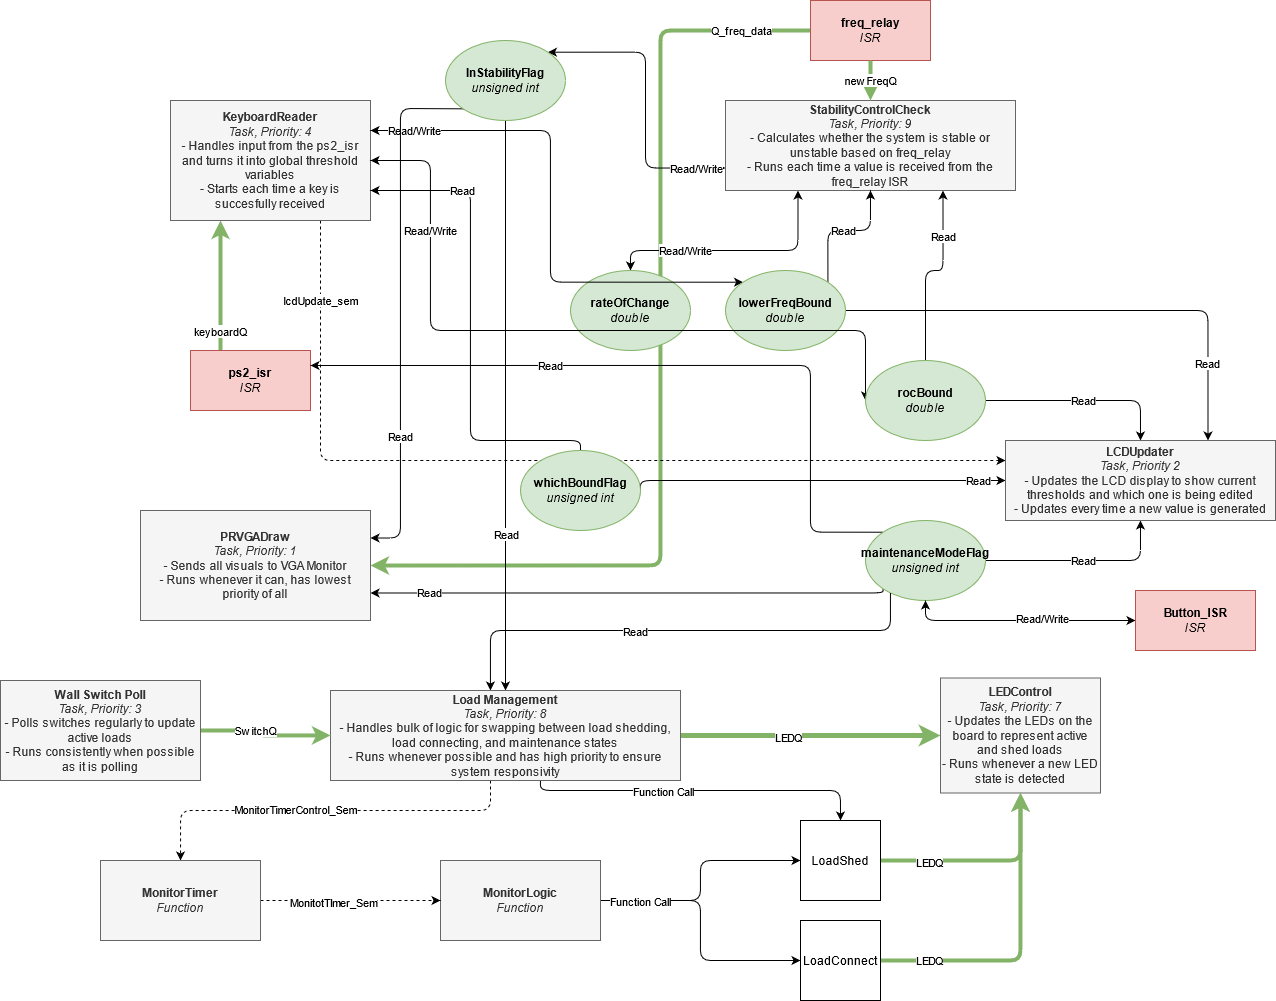 freq_relay
ISR
Q_freq_data
new FreqQ
InStabilityFlag
unsigned int
KeyboardReader
Task, Priority: 4
- Handles input from the ps2_isr
and turns it into global threshold
variables
- Starts each time a key is
succesfully received
Read/Write
Read/Write
Read
StabilityControlCheck
Task, Priority: 9
- Calculates whether the system is stable or
unstable based on freq_relay
- Runs each time a value is received from the
freq_relay ISR
Read/Write
Read/Write
Read
Read
rateOfChange
double
lowerFreqBound
double
lcdUpdate_sem
keyboardQ
ps2_isr
ISR
Read
Read
rocBound
double
Read
Read
LCDUpdater
Task, Priority 2
- Updates the LCD display to show current
thresholds and which one is being edited
- Updates every time a new value is generated
whichBoundFlag
unsigned int
Read
Read
PRVGADraw
Task, Priority: 1
- Sends all visuals to VGA Monitor
- Runs whenever it can, has lowest
priority of all
maintenanceModeFlag
unsigned int
Read
Read
Read
Read/Write
Button_ISR
ISR
Wall Switch Poll
Task, Priority: 3
- Polls switches regularly to update
active loads
- Runs consistently when possible
as it is polling
SwitchQ
Load Management
Task, Priority: 8
- Handles bulk of logic for swapping between load shedding,
load connecting, and maintenance states
- Runs whenever possible and has high priority to ensure
system responsivity
LEDQ
LEDControl
Task, Priority: 7
- Updates the LEDs on the
board to represent active
and shed loads
- Runs whenever a new LED
state is detected
MonitorTimerControl_Sem
Function Call
MonitorTimer
Function
MonitotTImer_Sem
MonitorLogic
Function
Function Call
LoadShed
LEDQ
LoadConnect
LEDQ